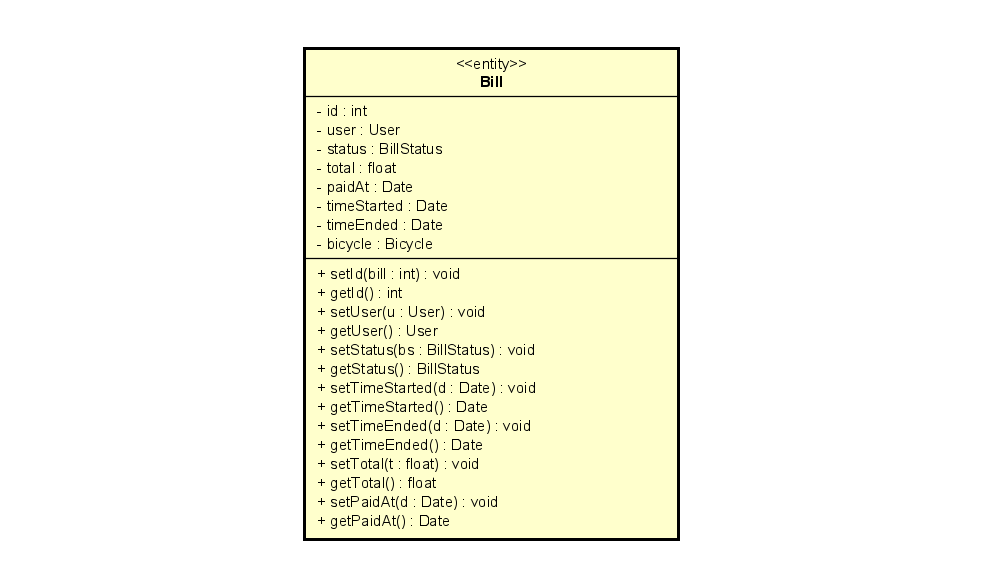 <<entity>>
Bill
- id : int
- user : User
- status : BillStatus
- total : float
- paidAt : Date
- timeStarted : Date
- timeEnded : Date
- bicycle : Bicycle
+ setId(bill : int) : void
+ getId() : int
+ setUser(u : User) : void
+ getUser() : User
+ setStatus(bs : BillStatus) : void
+ getStatus() : BillStatus
+ setTimeStarted(d : Date) : void
+ getTimeStarted() : Date
+ setTimeEnded(d : Date) : void
+ getTimeEnded() : Date
+ setTotal(t : float) : void
+ getTotal() : float
+ setPaidAt(d : Date) : void
+ getPaidAt() : Date